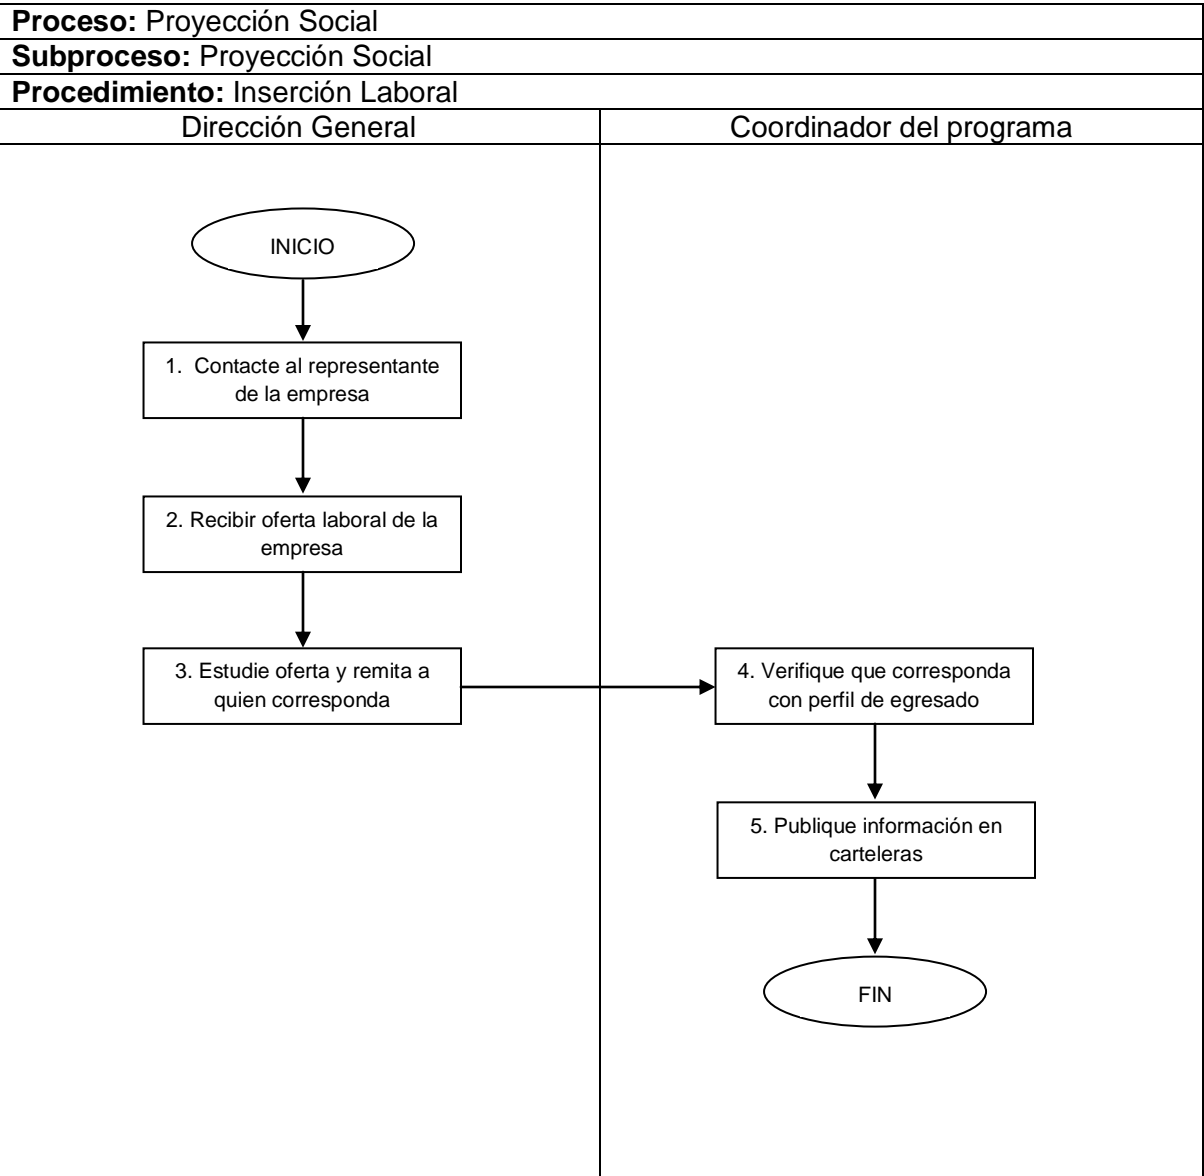 Proceso: Proyección Social
Subproceso: Proyección Social
Procedimiento: Inserción Laboral
Dirección General
Coordinador del programa
INICIO
1. Contacte al representante
de la empresa
2. Recibir oferta laboral de la
empresa
3. Estudie oferta y remita a
quien corresponda
4. Verifique que corresponda
con perfil de egresado
5. Publique información en
carteleras
FIN